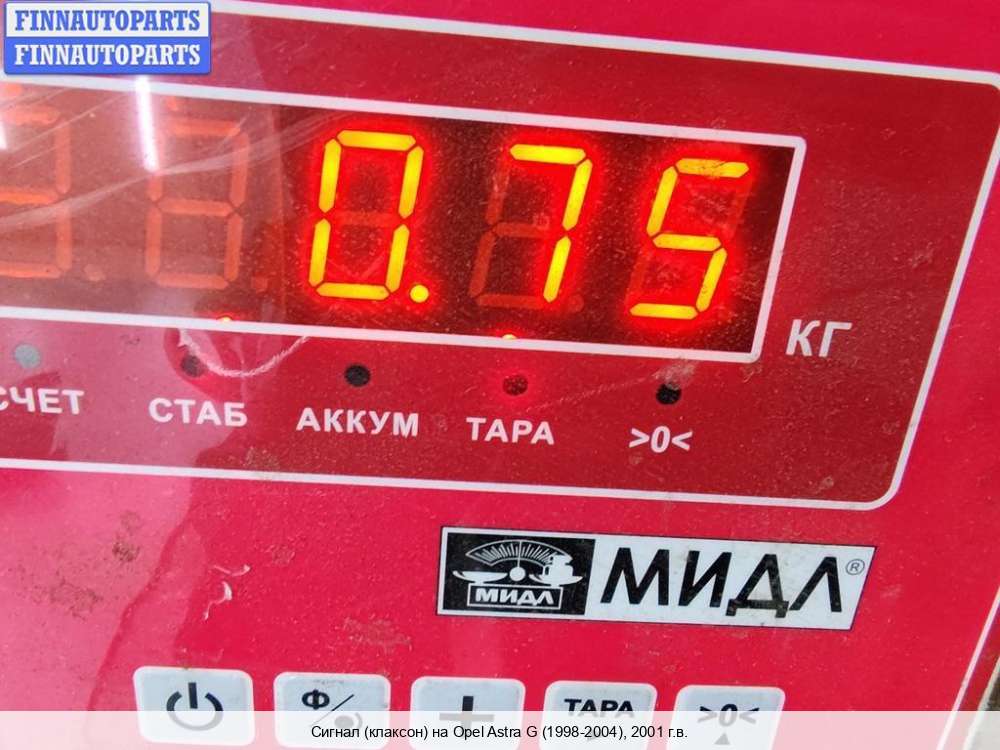 FINNAUTOPARTS
FINNAUTOPARTS
0.75
КГ
СЧЕТ СТАБ АККУМ ТАРА >0<
МИДЛ МИДЛ®
Ф ТАРА >0<
Сигнал (клаксон) на Opel Astra G (1998-2004), 2001 г.в.